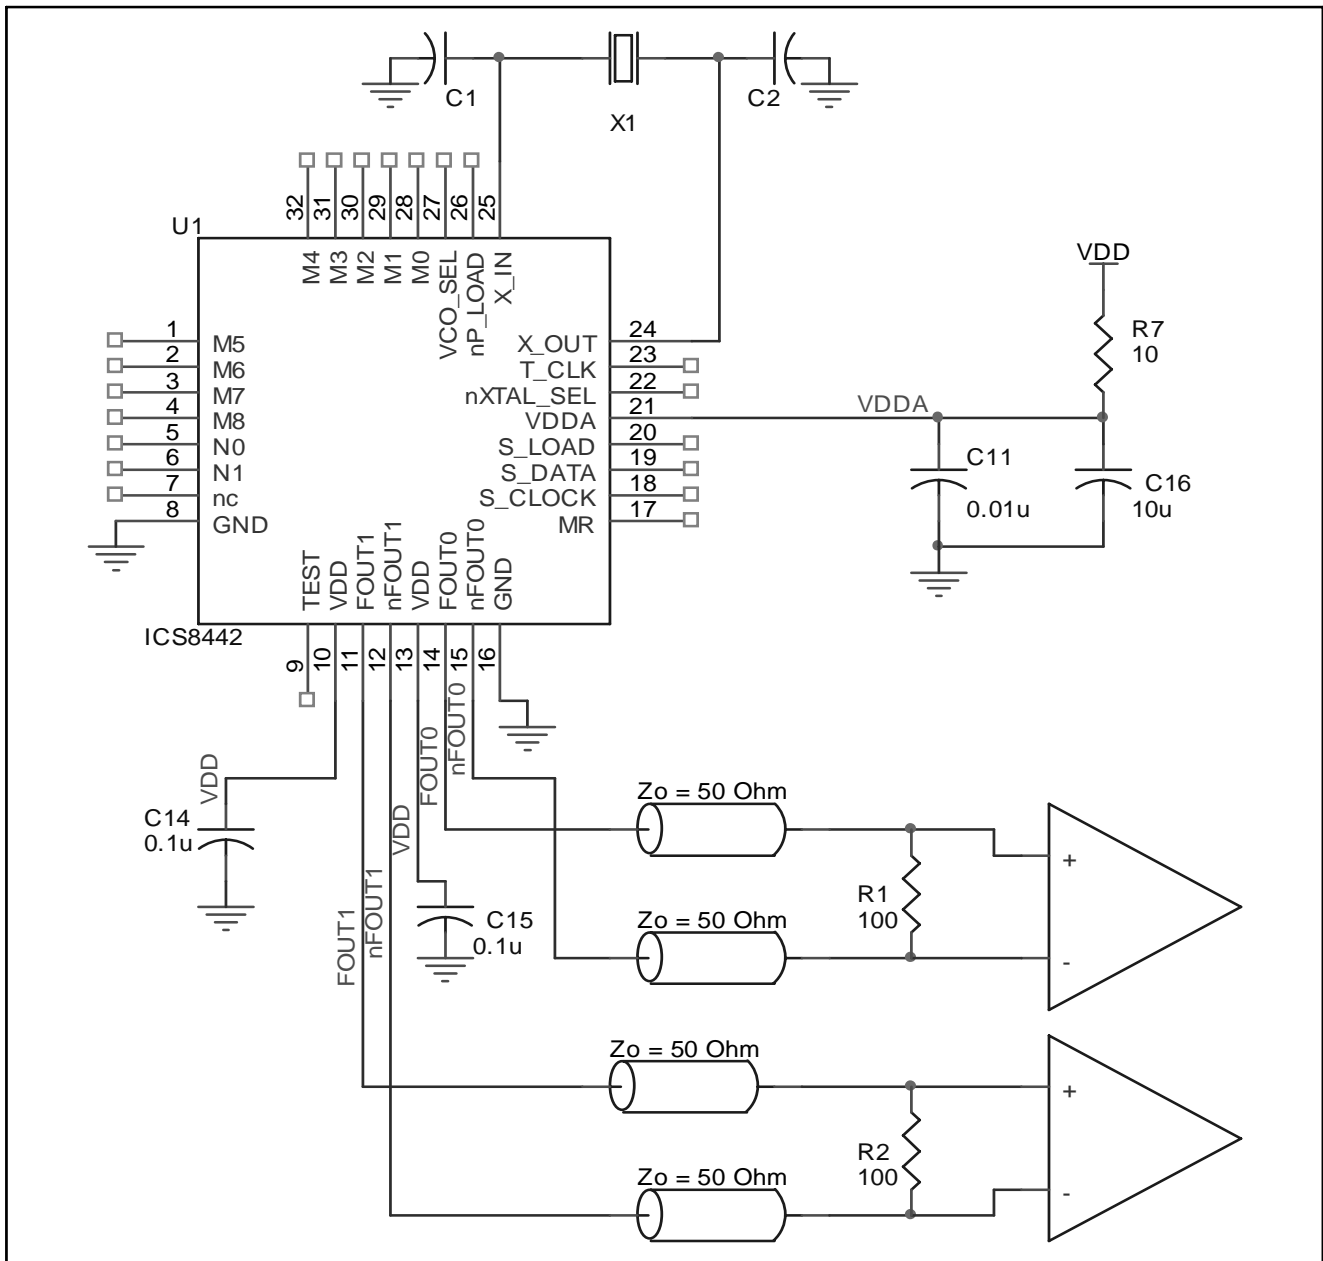 C1
X1
C2
32
31
30
29
28
27
26
25
U1
M4
M3
M2
M1
M0
VCO_SEL
nP_LOAD
X_IN
1
2
3
4
5
6
7
8
M5
M6
M7
M8
N0
N1
nc
GND
X_OUT
T_CLK
nXTAL_SEL
VDDA
S_LOAD
S_DATA
S_CLOCK
MR
24
23
22
21
20
19
18
17
VDDA
VDD
R7
10
C11
0.01u
C16
10u
TEST
VDD
FOUT1
nFOUT1
VDD
FOUT0
nFOUT0
GND
ICS8442
9
10
11
12
13
14
15
16
VDD
C14
0.1u
FOUT1
nFOUT1
VDD
FOUT0
nFOUT0
C15
0.1u
Zo = 50 Ohm
R1
100
+
-
Zo = 50 Ohm
Zo = 50 Ohm
R2
100
+
-
Zo = 50 Ohm